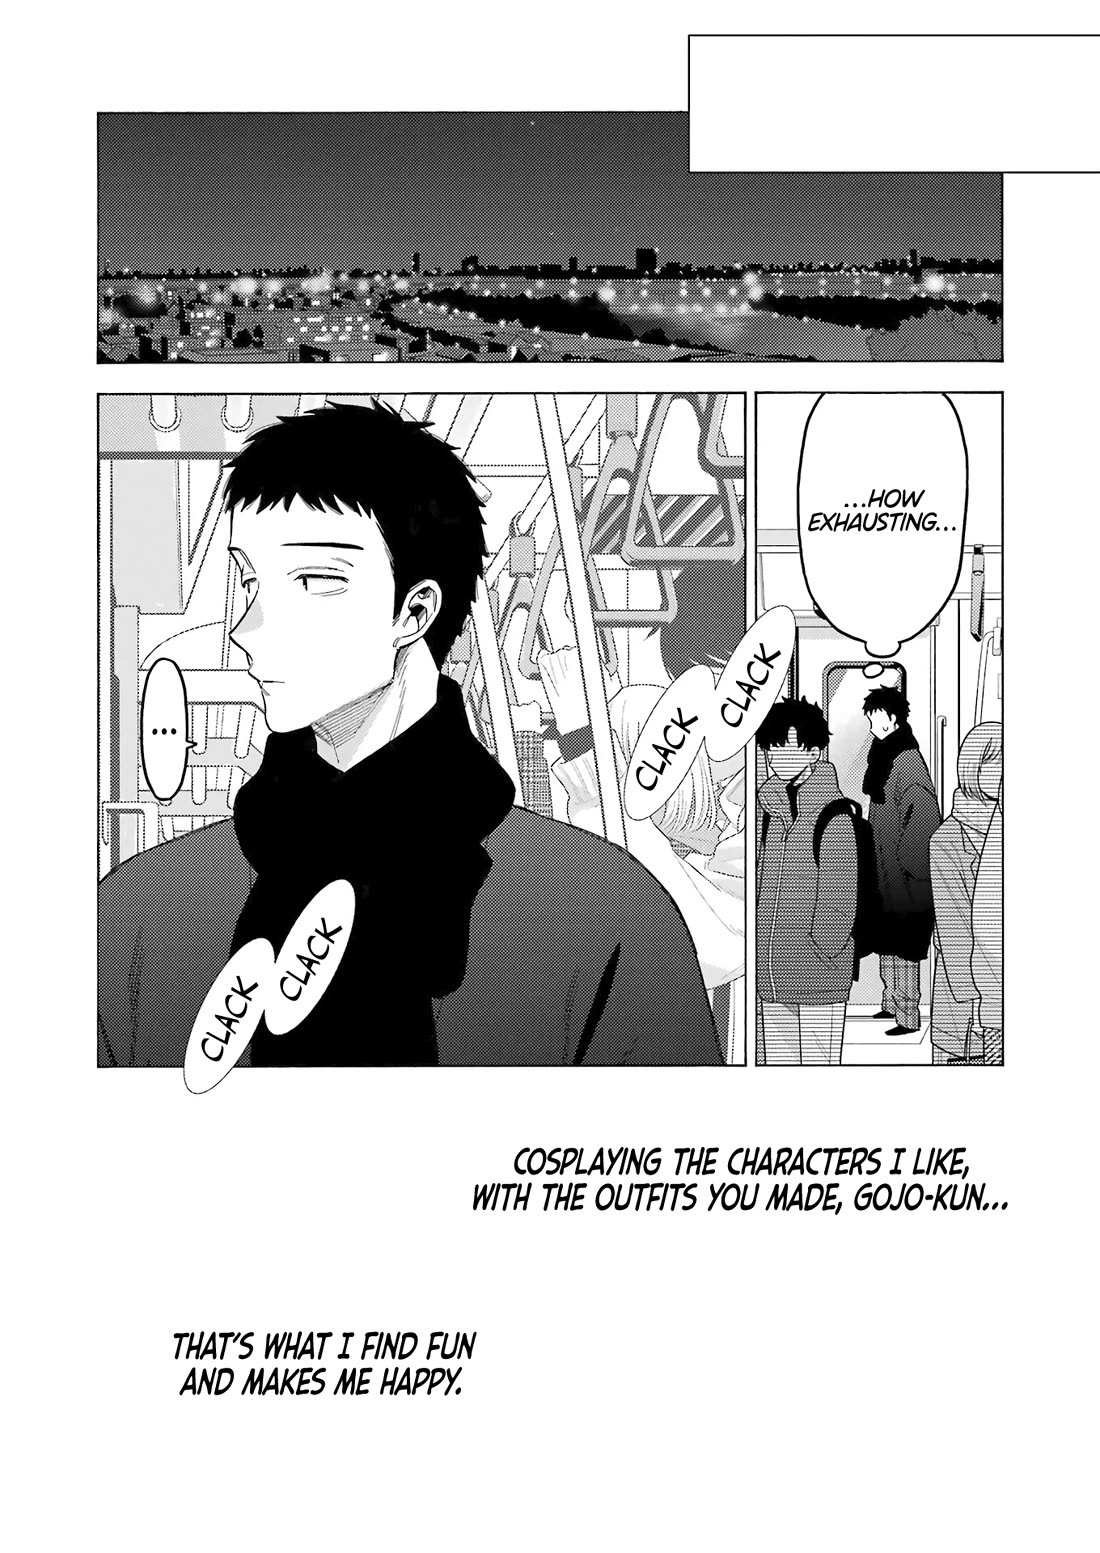 ...HOW
EXHAUSTING...
CLACK
CLACK
...
CLACK
CLACK
COSPLAYING THE CHARACTERS I LIKE,
WITH THE OUTFITS YOU MADE, GOJO-KUN...
THAT'S WHAT I FIND FUN
AND MAKES ME HAPPY.